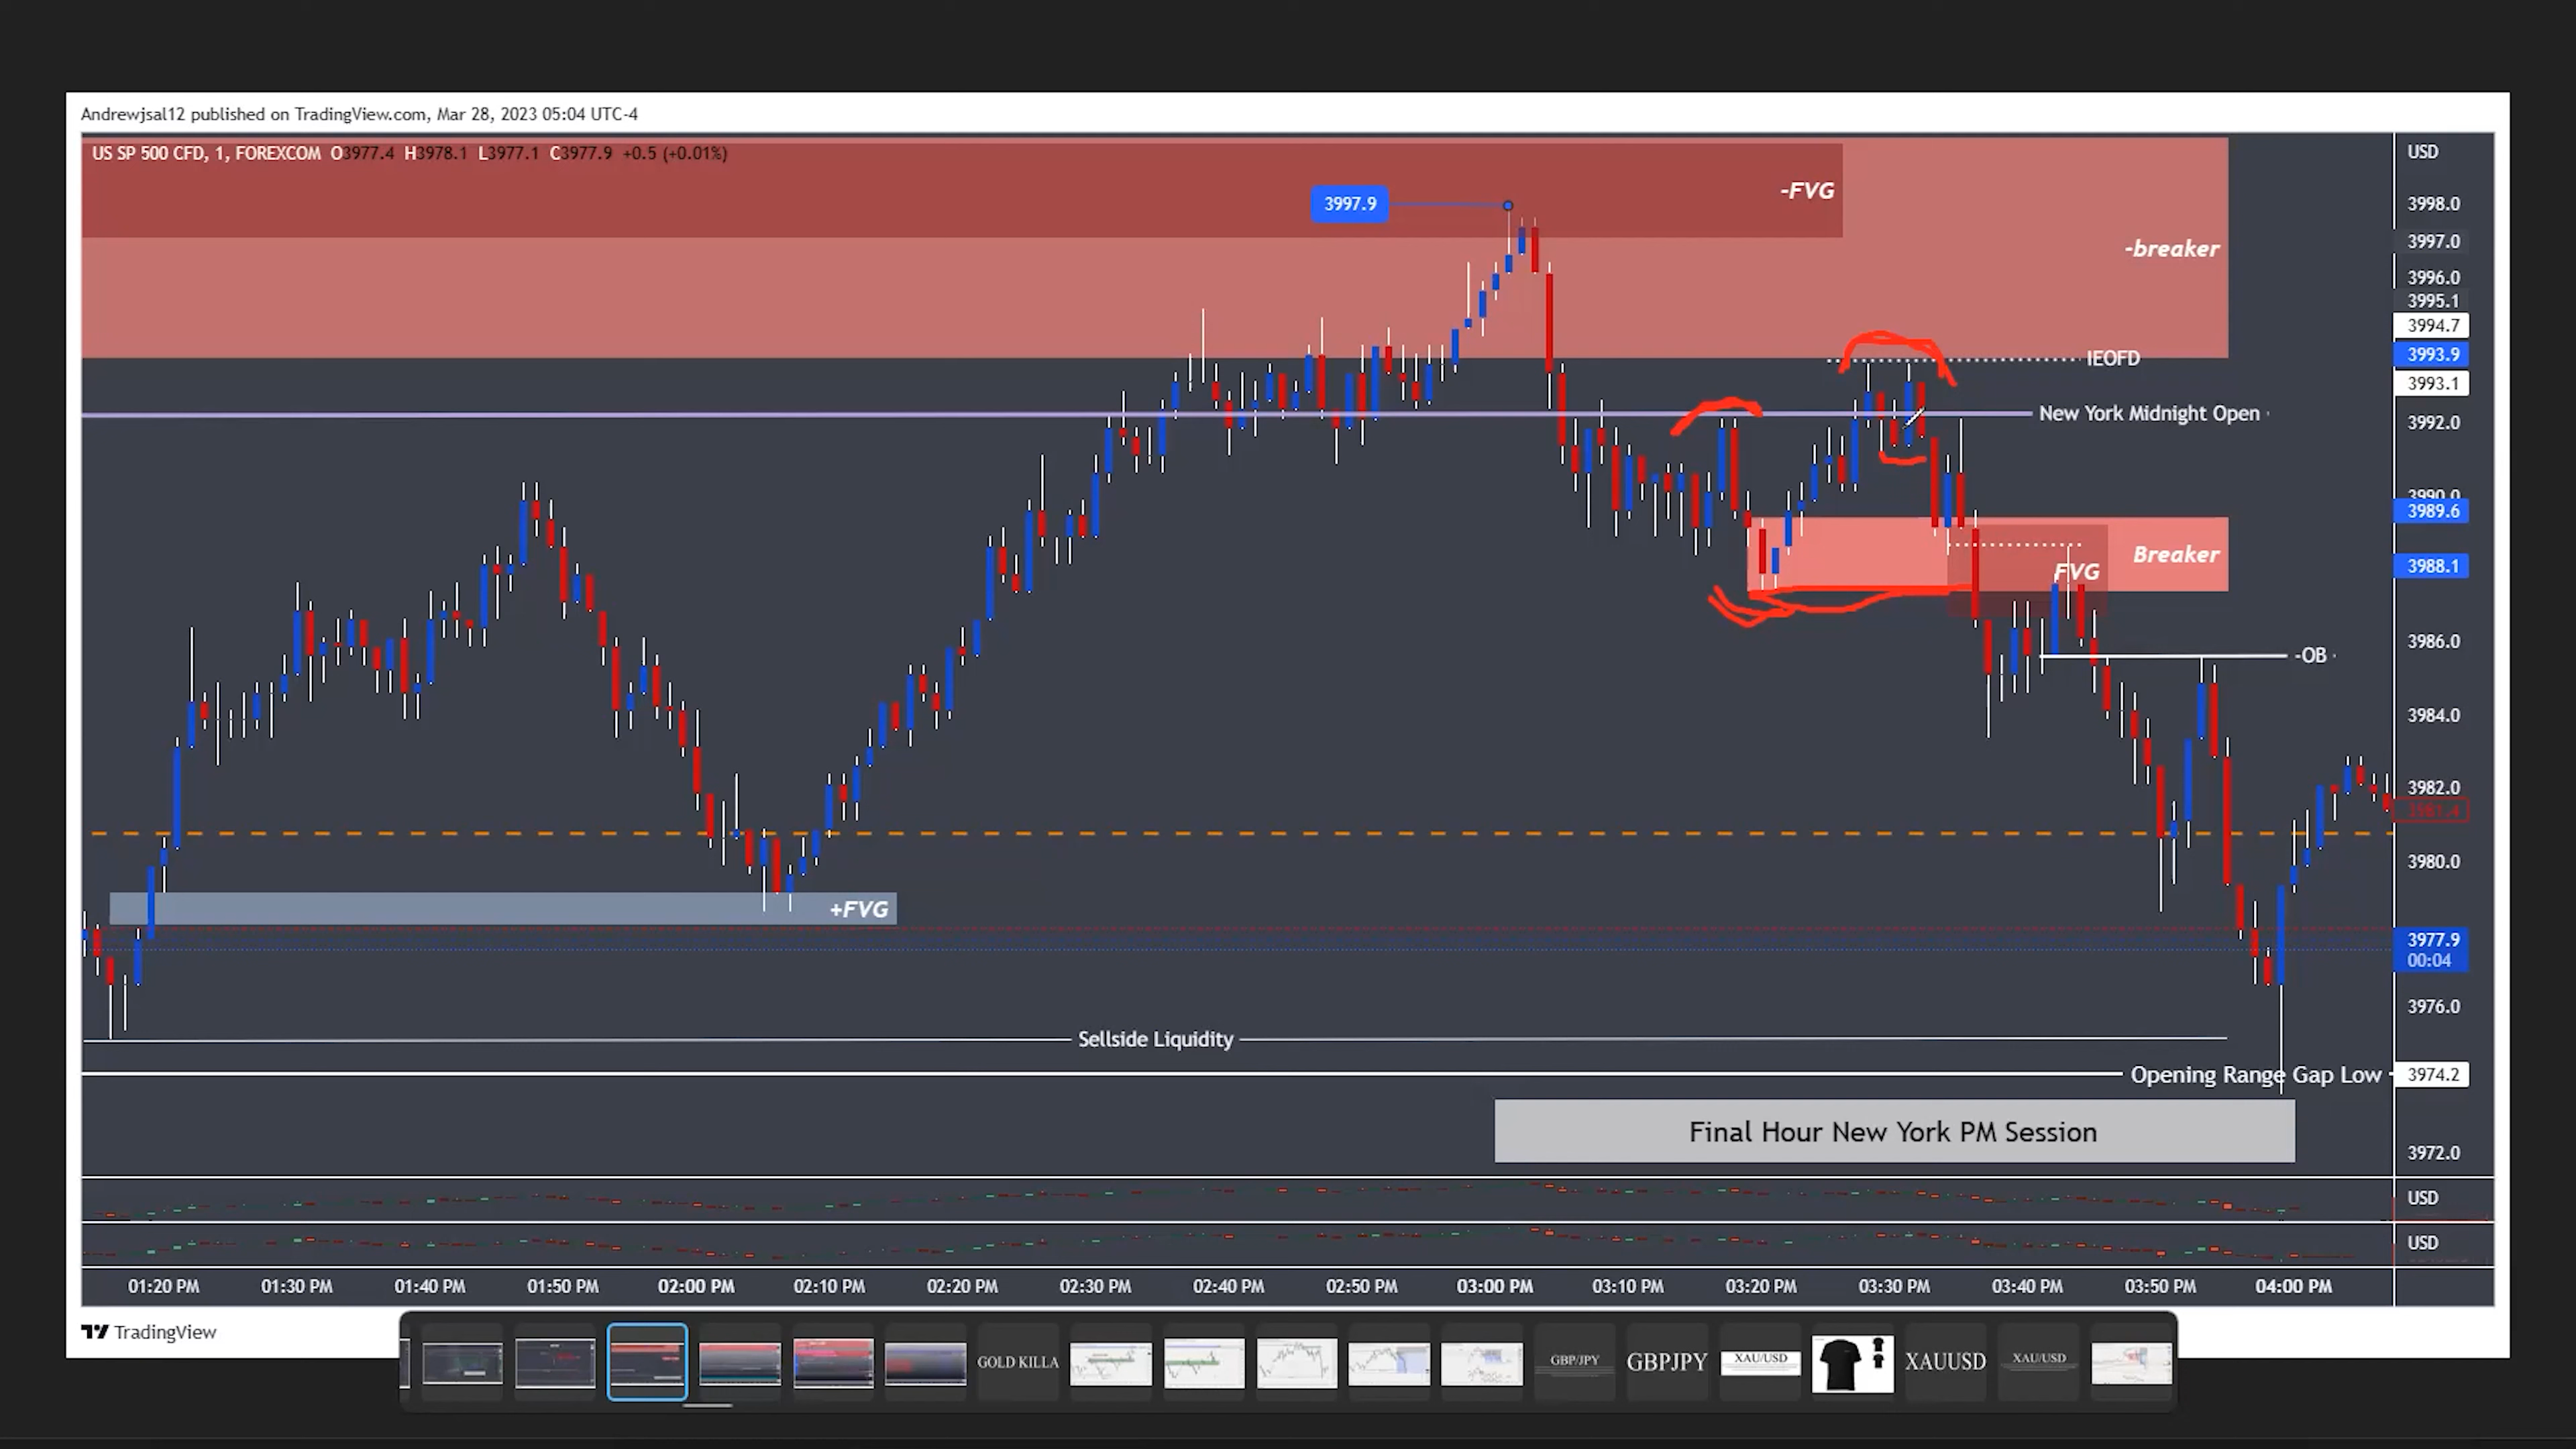 Andrewjsal12 published on TradingView.com, Mar 28, 2023 05:04 UTC-4
US SP 500 CFD, 1, FOREXCOM O3977.4 H3978.1 L3977.1 C3977.9 +0.5 (+0.01%)
USD
-FVG
3997.9
3998.0
3997.0
-breaker
3996.0
3995.1
3994.7
IEOFD
3993.9
3993.1
New York Midnight Open
3992.0
3990.0
3989.6
Breaker
FVG
3988.1
3986.0
-OB
3984.0
3982.0
3981.4
3980.0
+FVG
3977.9
00:04
3976.0
Sellside Liquidity
Opening Range Gap Low
3974.2
Final Hour New York PM Session
3972.0
USD
USD
01:20 PM 01:30 PM 01:40 PM 01:50 PM 02:00 PM 02:10 PM 02:20 PM 02:30 PM 02:40 PM 02:50 PM 03:00 PM 03:10 PM 03:20 PM 03:30 PM 03:40 PM 03:50 PM 04:00 PM
TradingView
GOLD KILLA
GBP/JPY
GBPJPY
XAU/USD
XAUUSD
XAU/USD